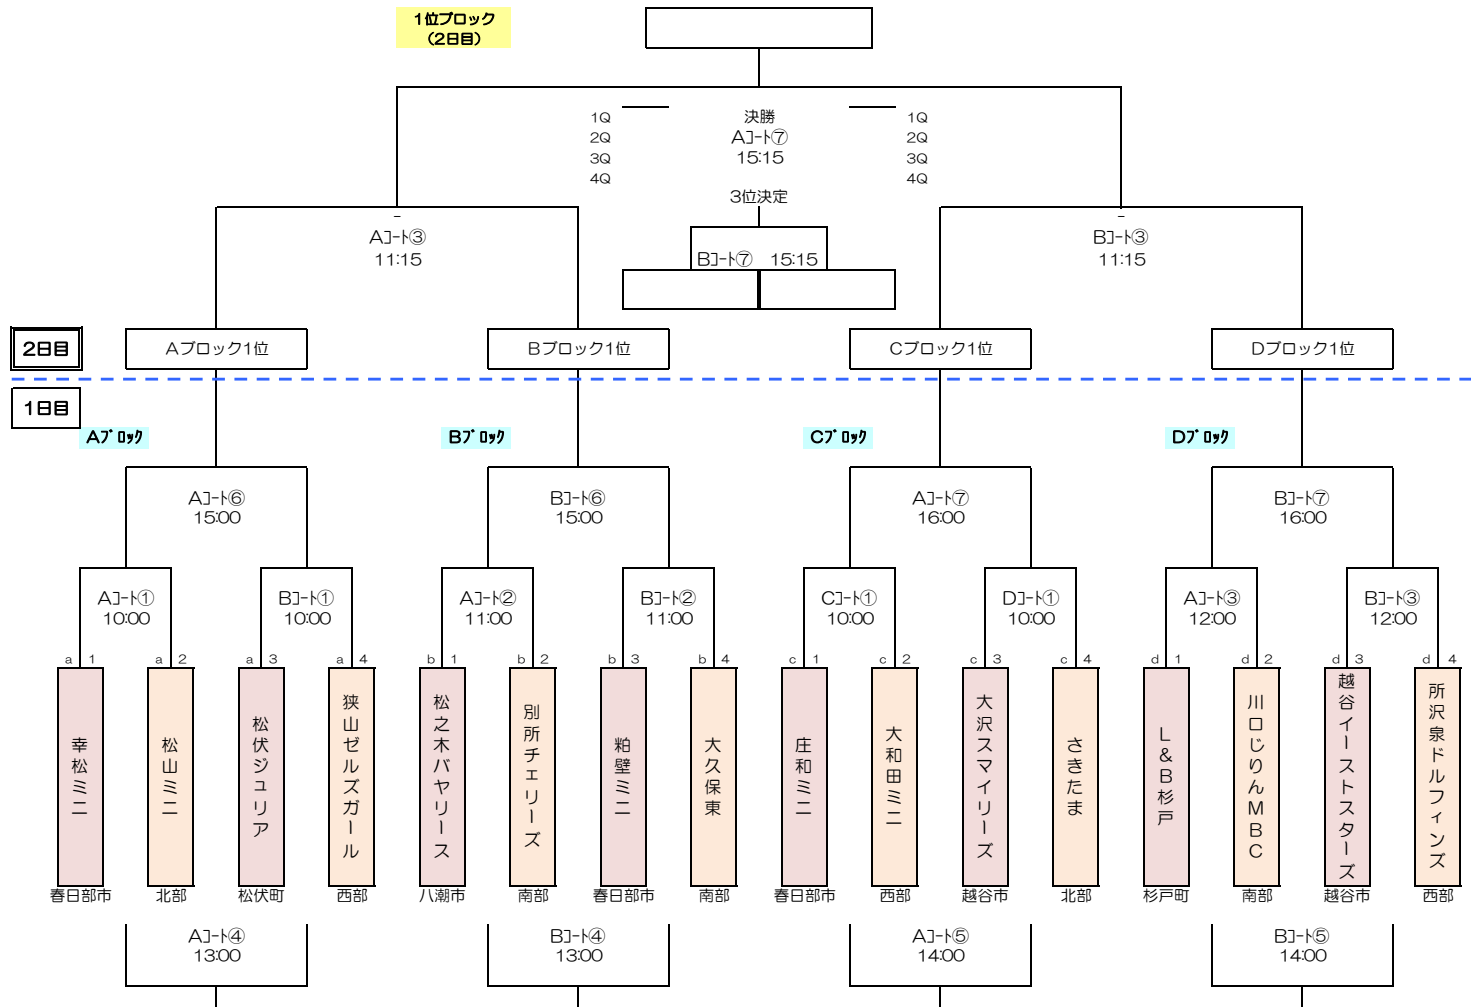 1位ブロック
（2日目）
1Q
2Q
3Q
4Q
決勝
Aｺｰﾄ⑦
15:15
1Q
2Q
3Q
4Q
3位決定
Bｺｰﾄ⑦ 15:15
Aｺｰﾄ③
11:15
Bｺｰﾄ③
11:15
2日目
Aブロック1位
Bブロック1位
Cブロック1位
Dブロック1位
1日目
Aﾌﾞﾛｯｸ
Bﾌﾞﾛｯｸ
Cﾌﾞﾛｯｸ
Dﾌﾞﾛｯｸ
Aｺｰﾄ⑥
15:00
Bｺｰﾄ⑥
15:00
Aｺｰﾄ⑦
16:00
Bｺｰﾄ⑦
16:00
Aｺｰﾄ①
10:00
Bｺｰﾄ①
10:00
Aｺｰﾄ②
11:00
Bｺｰﾄ②
11:00
Cｺｰﾄ①
10:00
Dｺｰﾄ①
10:00
Aｺｰﾄ③
12:00
Bｺｰﾄ③
12:00
a 1
a 2
a 3
a 4
b 1
b 2
b 3
b 4
c 1
c 2
c 3
c 4
d 1
d 2
d 3
d 4
幸松ミニ
松山ミニ
松伏ジュリア
狭山ゼルズガール
松之木バヤリース
別所チェリーズ
粕壁ミニ
大久保東
庄和ミニ
大和田ミニ
大沢スマイリーズ
さきたま
L&B杉戸
川口じりんMBC
越谷イーストスターズ
所沢泉ドルフィンズ
春日部市
北部
松伏町
西部
八潮市
南部
春日部市
南部
春日部市
西部
越谷市
北部
杉戸町
南部
越谷市
西部
Aｺｰﾄ④
13:00
Bｺｰﾄ④
13:00
Aｺｰﾄ⑤
14:00
Bｺｰﾄ⑤
14:00